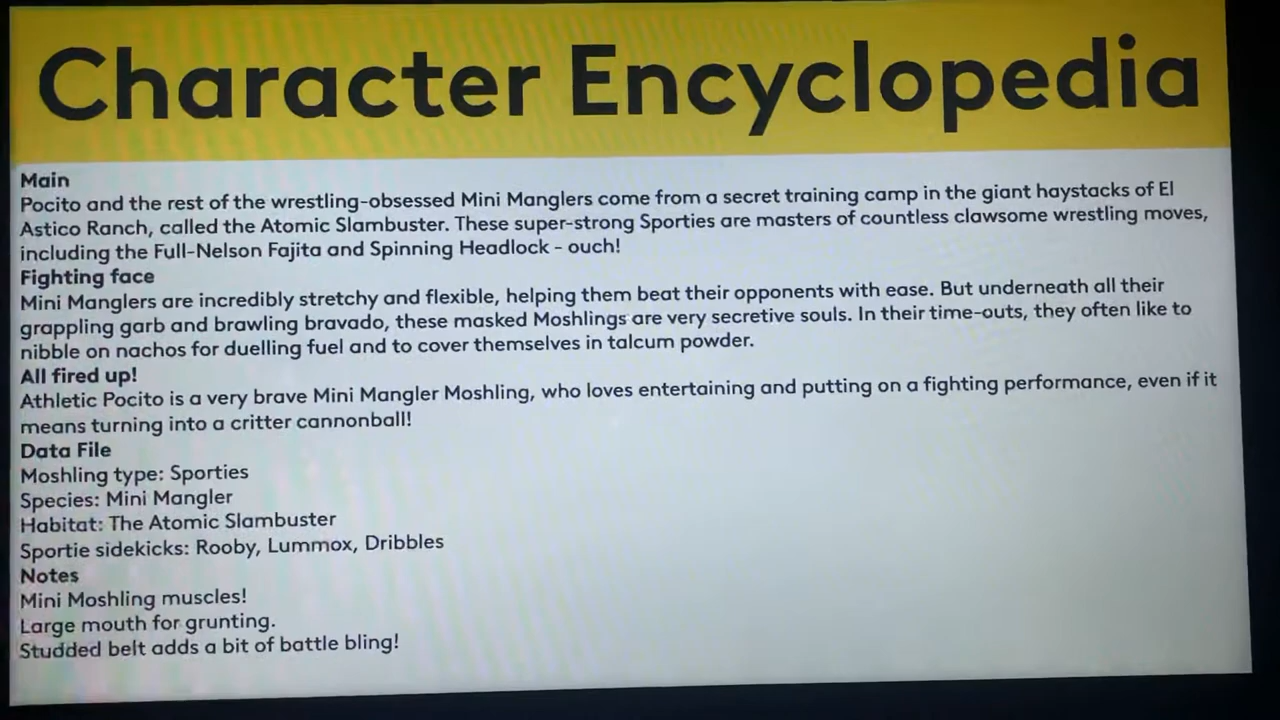 Character Encyclopedia
Main
Pocito and the rest of the wrestling-obsessed Mini Manglers come from a secret training camp in the giant haystacks of El
Astico Ranch, called the Atomic Slambuster. These super-strong Sporties are masters of countless clawsome wrestling moves,
including the Full-Nelson Fajita and Spinning Headlock - ouch!
Fighting face
Mini Manglers are incredibly stretchy and flexible, helping them beat their opponents with ease. But underneath all their
grappling garb and brawling bravado, these masked Moshlings are very secretive souls. In their time-outs, they often like to
nibble on nachos for duelling fuel and to cover themselves in talcum powder.
All fired up!
Athletic Pocito is a very brave Mini Mangler Moshling, who loves entertaining and putting on a fighting performance, even if it
means turning into a critter cannonball!
Data File
Moshling type: Sporties
Species: Mini Mangler
Habitat: The Atomic Slambuster
Sportie sidekicks: Rooby, Lummox, Dribbles
Notes
Mini Moshling muscles!
Large mouth for grunting.
Studded belt adds a bit of battle bling!